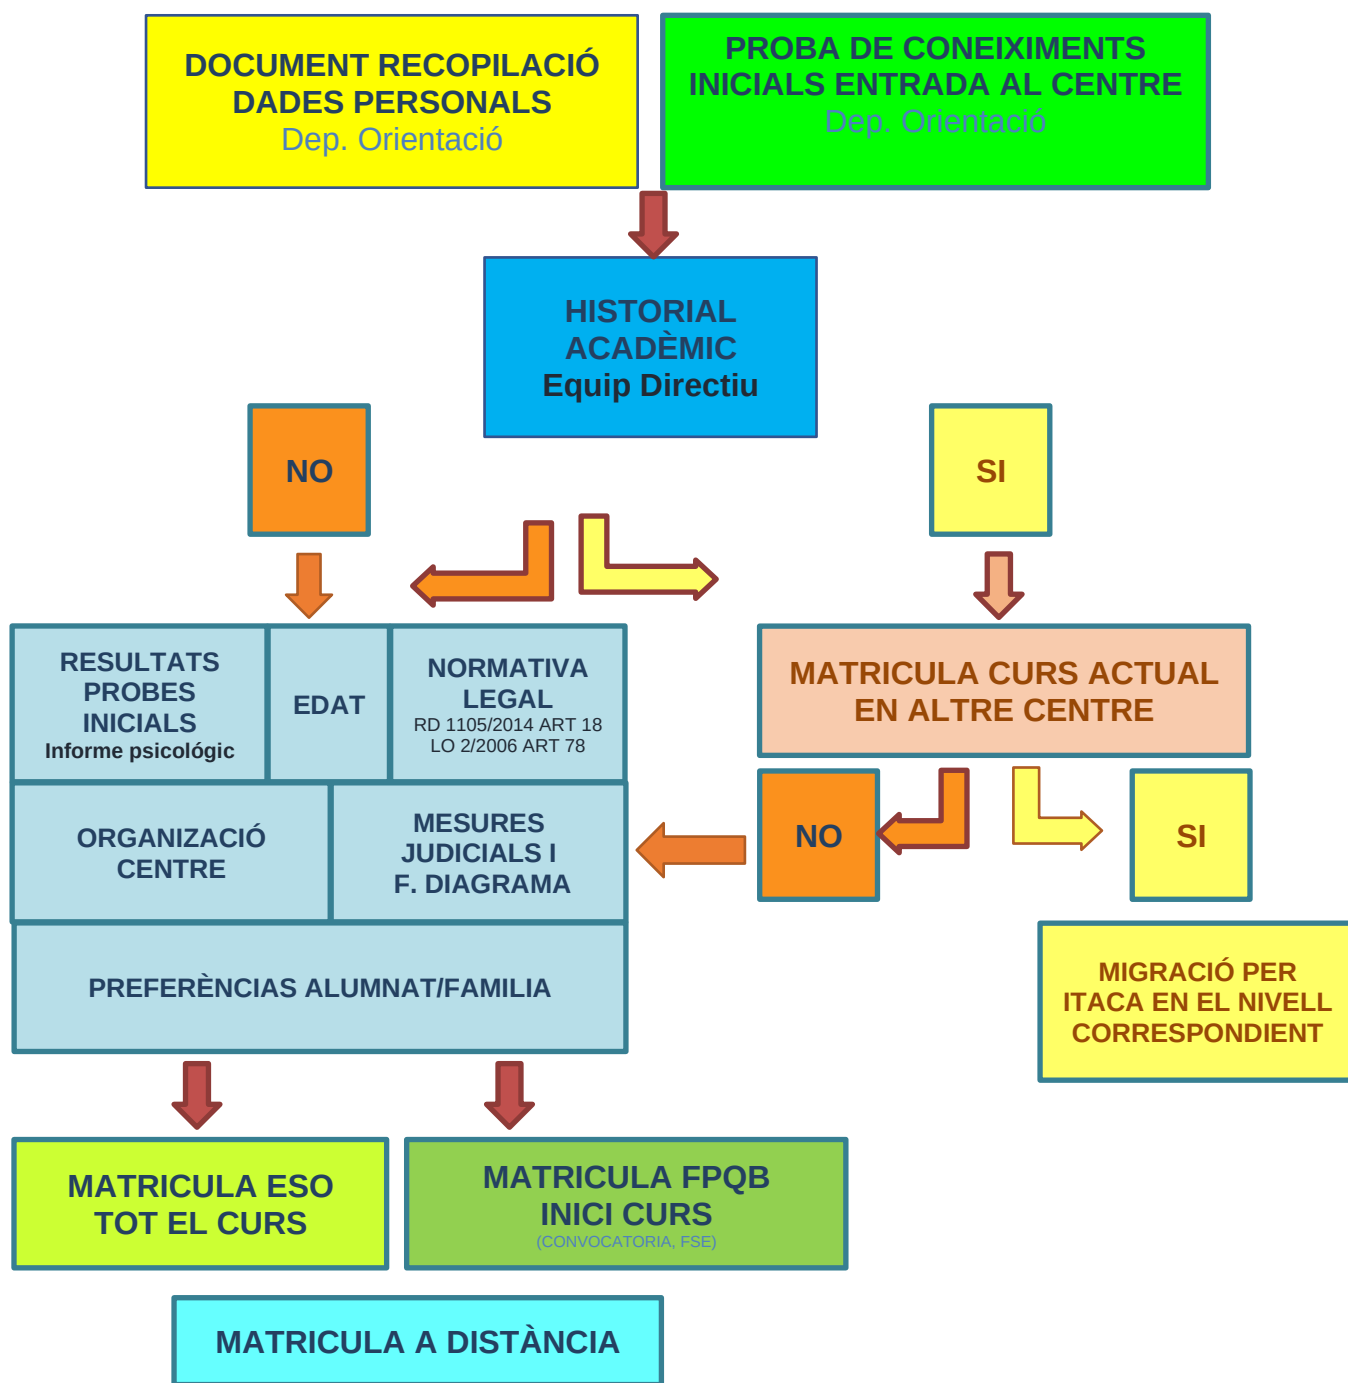 DOCUMENT RECOPILACIÓ
DADES PERSONALS
Dep. Orientació
PROBA DE CONEIXIMENTS
INICIALS ENTRADA AL CENTRE
Dep. Orientació
HISTORIAL
ACADÈMIC
Equip Directiu
NO
SI
RESULTATS
PROBES
INICIALS
Informe psicológic
EDAT
NORMATIVA
LEGAL
RD 1105/2014 ART 18
LO 2/2006 ART 78
MATRICULA CURS ACTUAL
EN ALTRE CENTRE
ORGANIZACIÓ
CENTRE
MESURES
JUDICIALS I
F. DIAGRAMA
NO
SI
PREFERÈNCIAS ALUMNAT/FAMILIA
MIGRACIÓ PER
ITACA EN EL NIVELL
CORRESPONDIENT
MATRICULA ESO
TOT EL CURS
MATRICULA FPQB
INICI CURS
(CONVOCATORIA, FSE)
MATRICULA A DISTÀNCIA